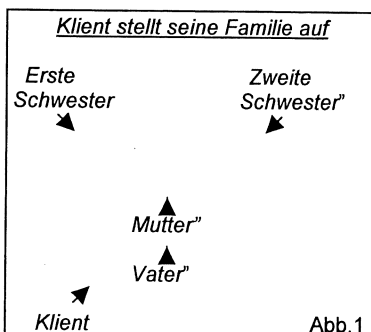 Klient stellt seine Familie auf
Erste
Schwester
Zweite
Schwester”
Mutter”
Vater”
Klient
Abb.1